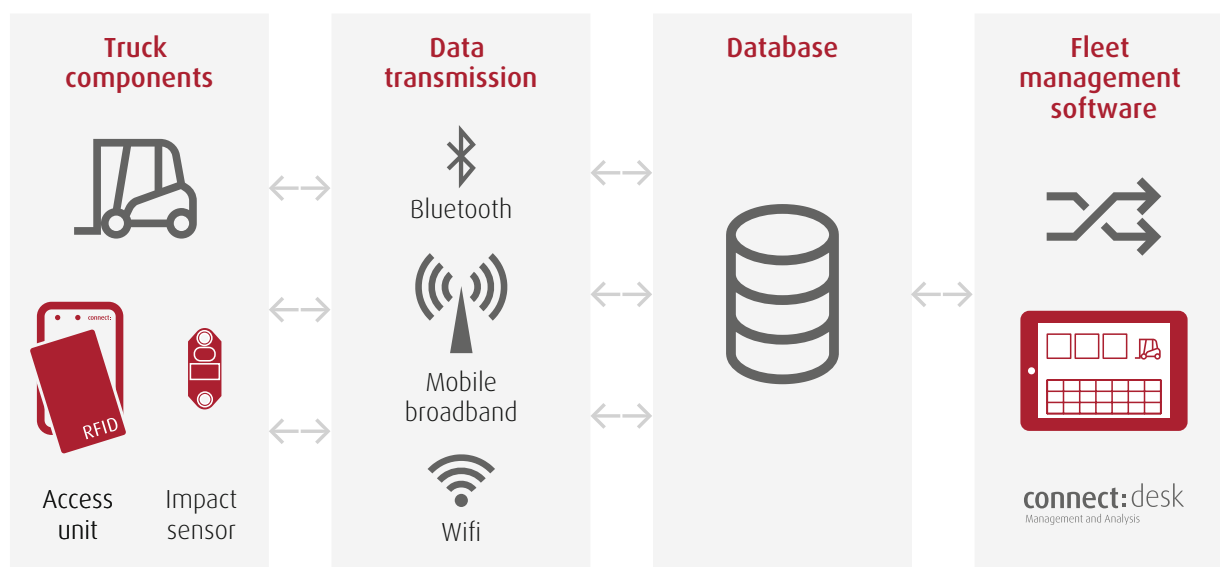 Truck
components
connect:
RFID
Access
unit
Impact
sensor
Data
transmission
Bluetooth
Mobile
broadband
Wifi
Database
Fleet
management
software
connect:desk
Management and Analysis